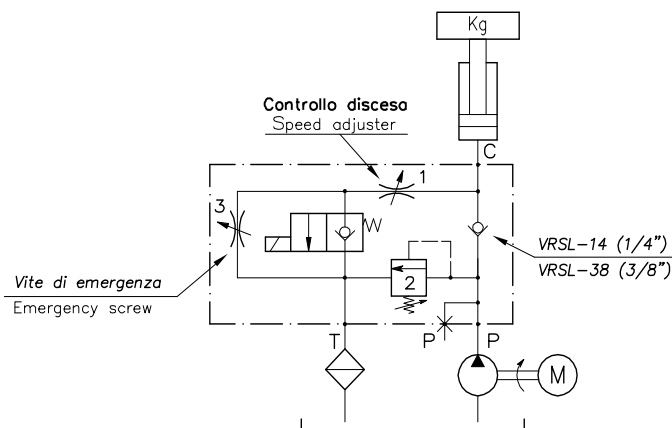 Kg
Controllo discesa
Speed adjuster
C
1
3
VRSL-14 (1/4")
VRSL-38 (3/8")
Vite di emergenza
Emergency screw
2
T
P
P
M